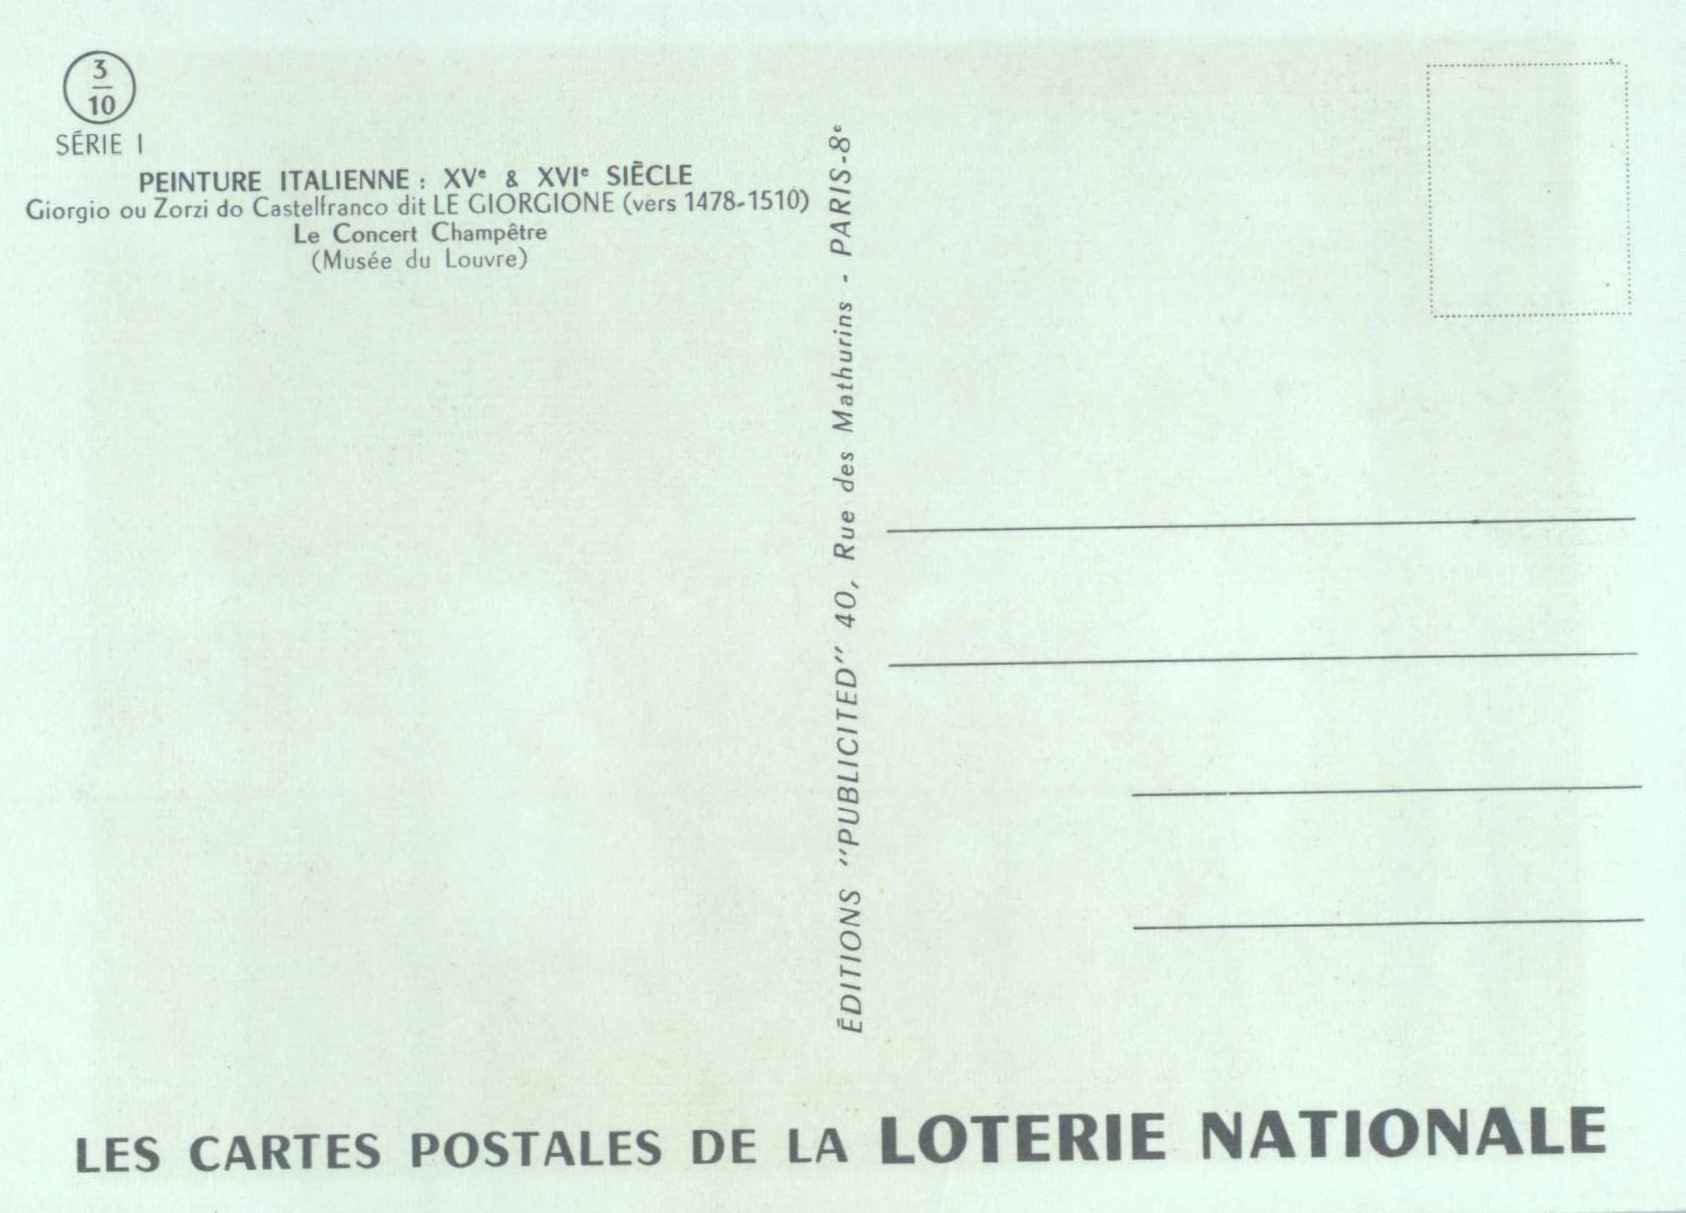 3
10
SÉRIE I
PEINTURE ITALIENNE : XVe & XVIe SIÈCLE
Giorgio ou Zorzi do Castelfranco dit LE GIORGIONE (vers 1478-1510)
Le Concert Champêtre
(Musée du Louvre)
ÉDITIONS "PUBLICITED" 40, Rue des Mathurins - PARIS-8e
LES CARTES POSTALES DE LA LOTERIE NATIONALE